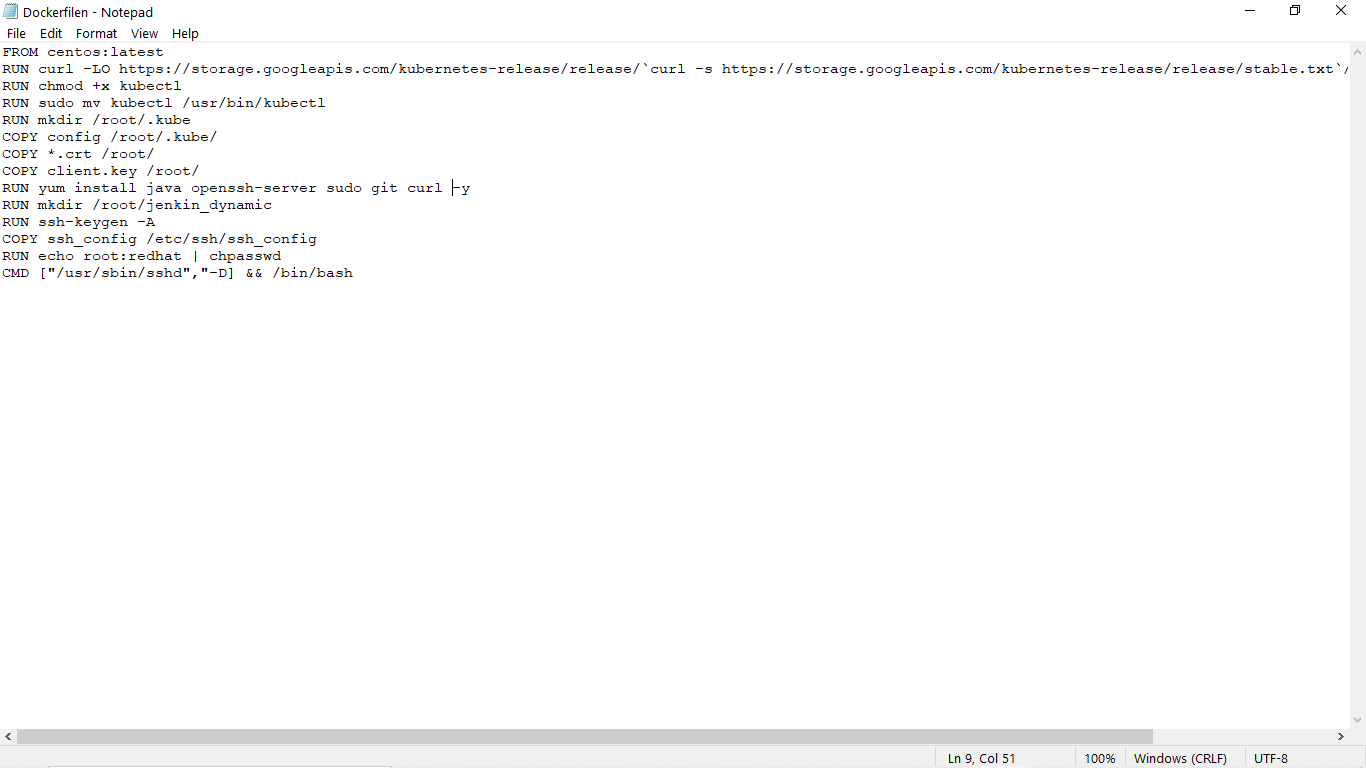 Dockerfilen - Notepad
File Edit Format View Help
FROM centos:latest
RUN curl -LO https://storage.googleapis.com/kubernetes-release/release/`curl -s https://storage.googleapis.com/kubernetes-release/release/stable.txt`/
RUN chmod +x kubectl
RUN sudo mv kubectl /usr/bin/kubectl
RUN mkdir /root/.kube
COPY config /root/.kube/
COPY *.crt /root/
COPY client.key /root/
RUN yum install java openssh-server sudo git curl -y
RUN mkdir /root/jenkin_dynamic
RUN ssh-keygen -A
COPY ssh_config /etc/ssh/ssh_config
RUN echo root:redhat | chpasswd
CMD ["/usr/sbin/sshd","-D] && /bin/bash
Ln 9, Col 51 100% Windows (CRLF) UTF-8